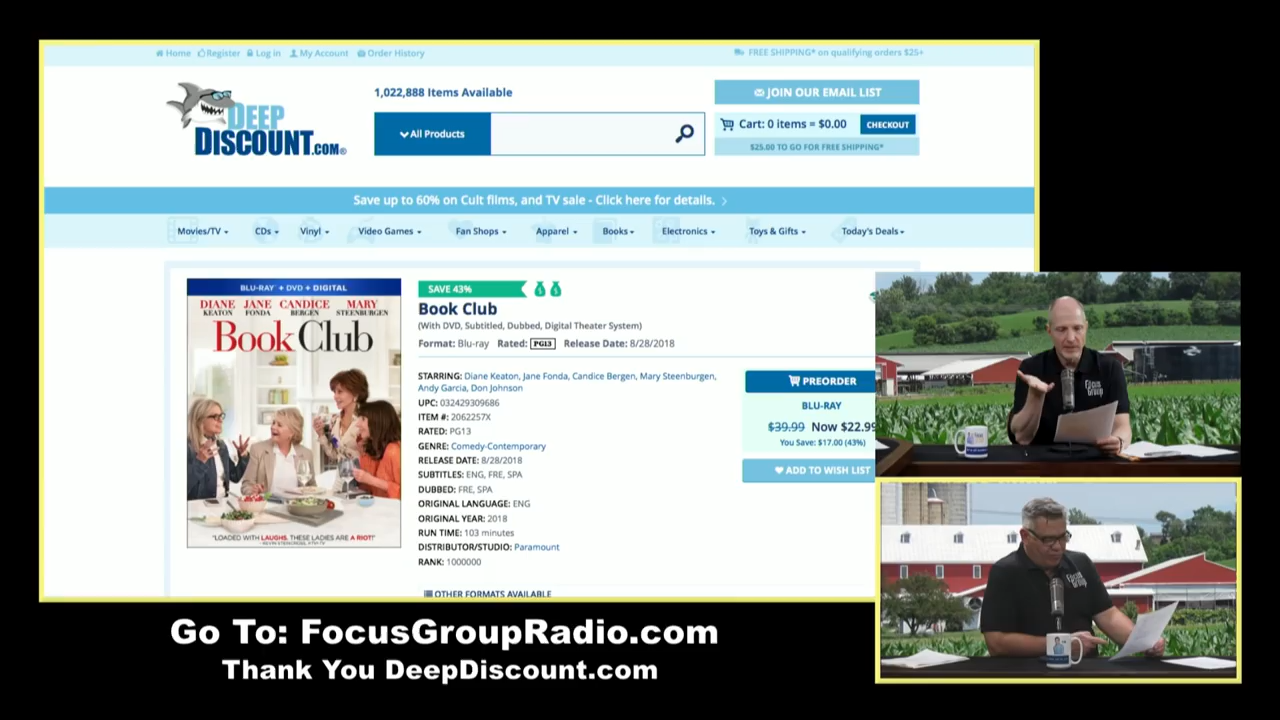 Home Register Log in My Account Order History
FREE SHIPPING* on qualifying orders $25+
DEEP
DISCOUNT.COM®
1,022,888 Items Available
All Products
JOIN OUR EMAIL LIST
Cart: 0 items = $0.00 CHECKOUT
$25.00 TO GO FOR FREE SHIPPING*
Save up to 60% on Cult films, and TV sale - Click here for details.
Movies/TV CDs Vinyl Video Games Fan Shops Apparel Books Electronics Toys & Gifts Today's Deals
BLU-RAY + DVD + DIGITAL
DIANE KEATON JANE FONDA CANDICE BERGEN MARY STEENBURGEN
Book Club
"LOADED WITH LAUGHS. THESE LADIES ARE A RIOT!"
SAVE 43%
Book Club
(With DVD, Subtitled, Dubbed, Digital Theater System)
Format: Blu-ray Rated: PG13 Release Date: 8/28/2018
STARRING: Diane Keaton, Jane Fonda, Candice Bergen, Mary Steenburgen,
Andy Garcia, Don Johnson
UPC: 032429309686
ITEM #: 2062257X
RATED: PG13
GENRE: Comedy-Contemporary
RELEASE DATE: 8/28/2018
SUBTITLES: ENG, FRE, SPA
DUBBED: FRE, SPA
ORIGINAL LANGUAGE: ENG
ORIGINAL YEAR: 2018
RUN TIME: 103 minutes
DISTRIBUTOR/STUDIO: Paramount
RANK: 1000000
OTHER FORMATS AVAILABLE
PREORDER
BLU-RAY
$39.99 Now $22.99
You Save: $17.00 (43%)
ADD TO WISH LIST
Focus
Group
Focus
Group
Go To: FocusGroupRadio.com
Thank You DeepDiscount.com